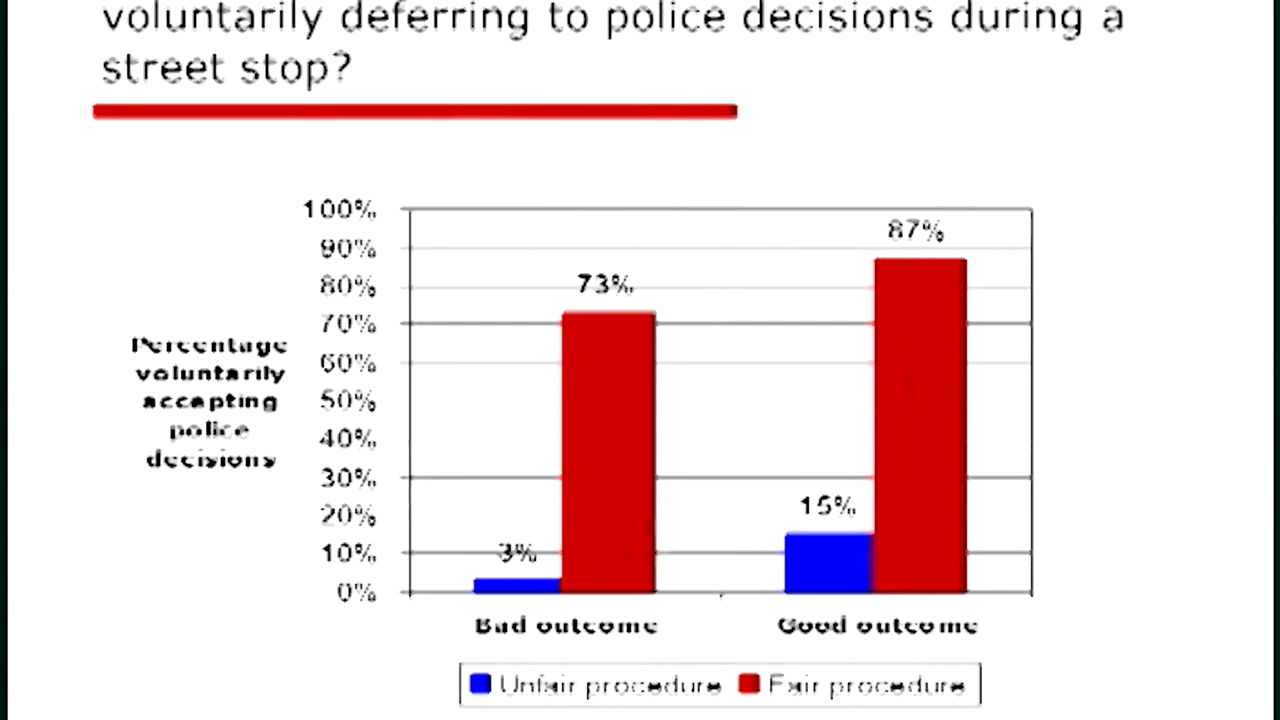 voluntarily deferring to police decisions during a
street stop?
100%
90%
80%
70%
60%
50%
40%
30%
20%
10%
0%
Percentage
voluntarily
accepting
police
decisions
87%
73%
15%
3%
Bad outcome
Good outcome
Unfair procedure
Fair procedure